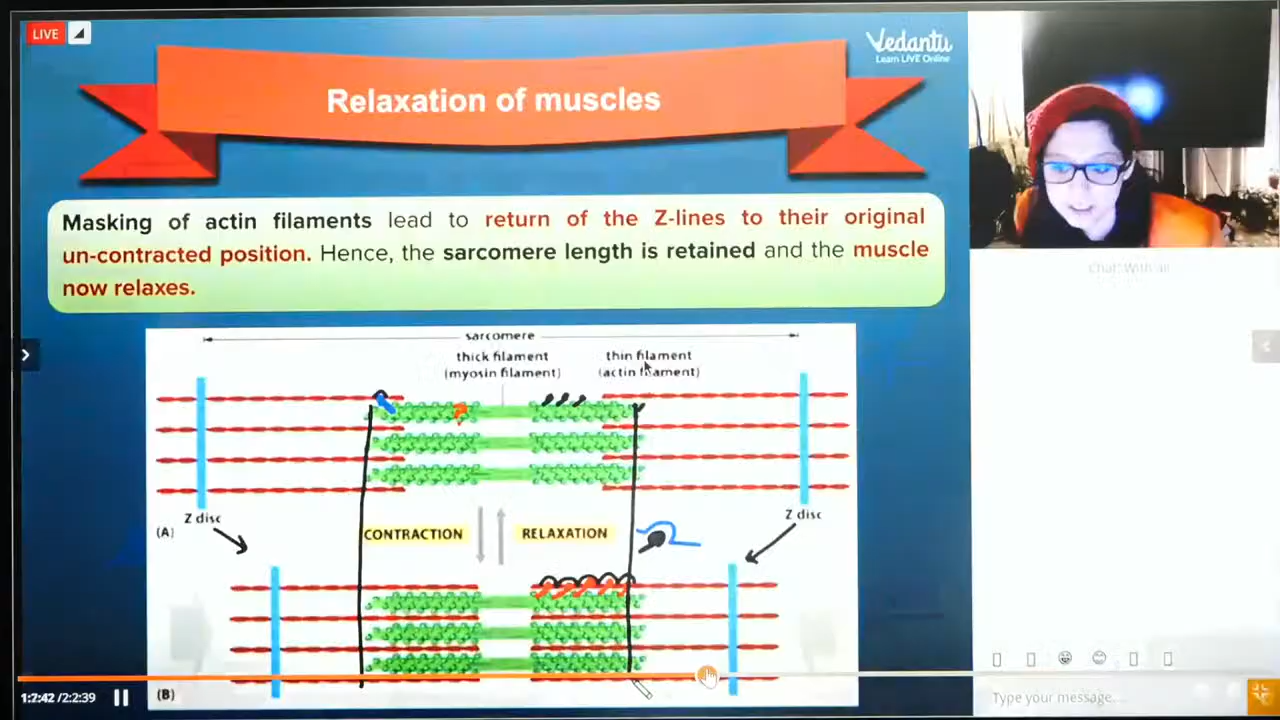 LIVE
Vedantu
Learn LIVE Online
Relaxation of muscles
Masking of actin filaments lead to return of the Z-lines to their original
un-contracted position. Hence, the sarcomere length is retained and the muscle
now relaxes.
Chat: With all
sarcomere
thick filament
(myosin filament)
thin filament
(actin filament)
Z disc
Z disc
(A)
CONTRACTION
RELAXATION
(B)
1:2:42 /2:2:39
Type your message...